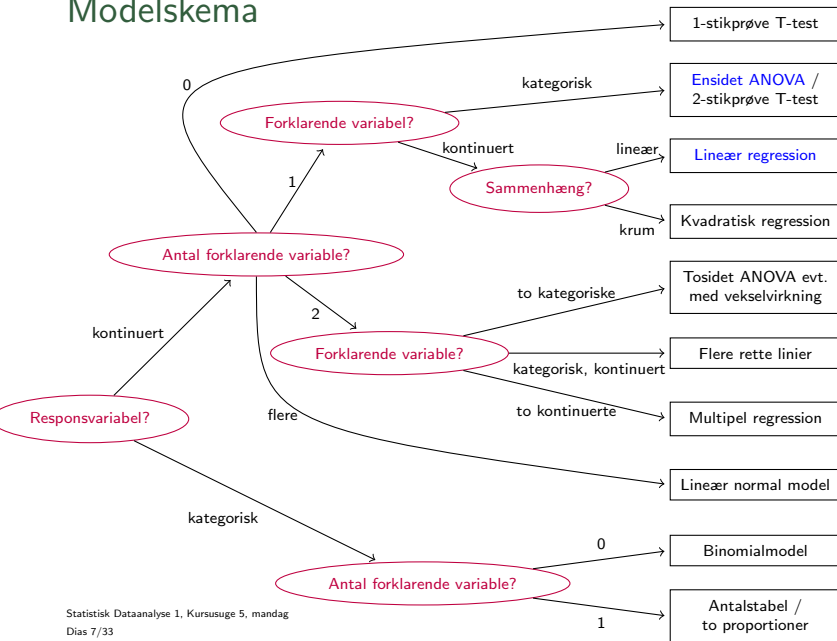 Modelskema
1-stikprøve T-test
0
kategorisk
Ensidet ANOVA /
2-stikprøve T-test
Forklarende variabel?
kontinuert
lineær
Lineær regression
1
Sammenhæng?
krum
Kvadratisk regression
Antal forklarende variable?
to kategoriske
Tosidet ANOVA evt.
med vekselvirkning
2
kontinuert
Forklarende variable?
kategorisk, kontinuert
Flere rette linier
Responsvariabel?
flere
to kontinuerte
Multipel regression
Lineær normal model
kategorisk
0
Binomialmodel
Antal forklarende variable?
1
Antalstabel /
to proportioner
Statistisk Dataanalyse 1, Kursusuge 5, mandag
Dias 7/33